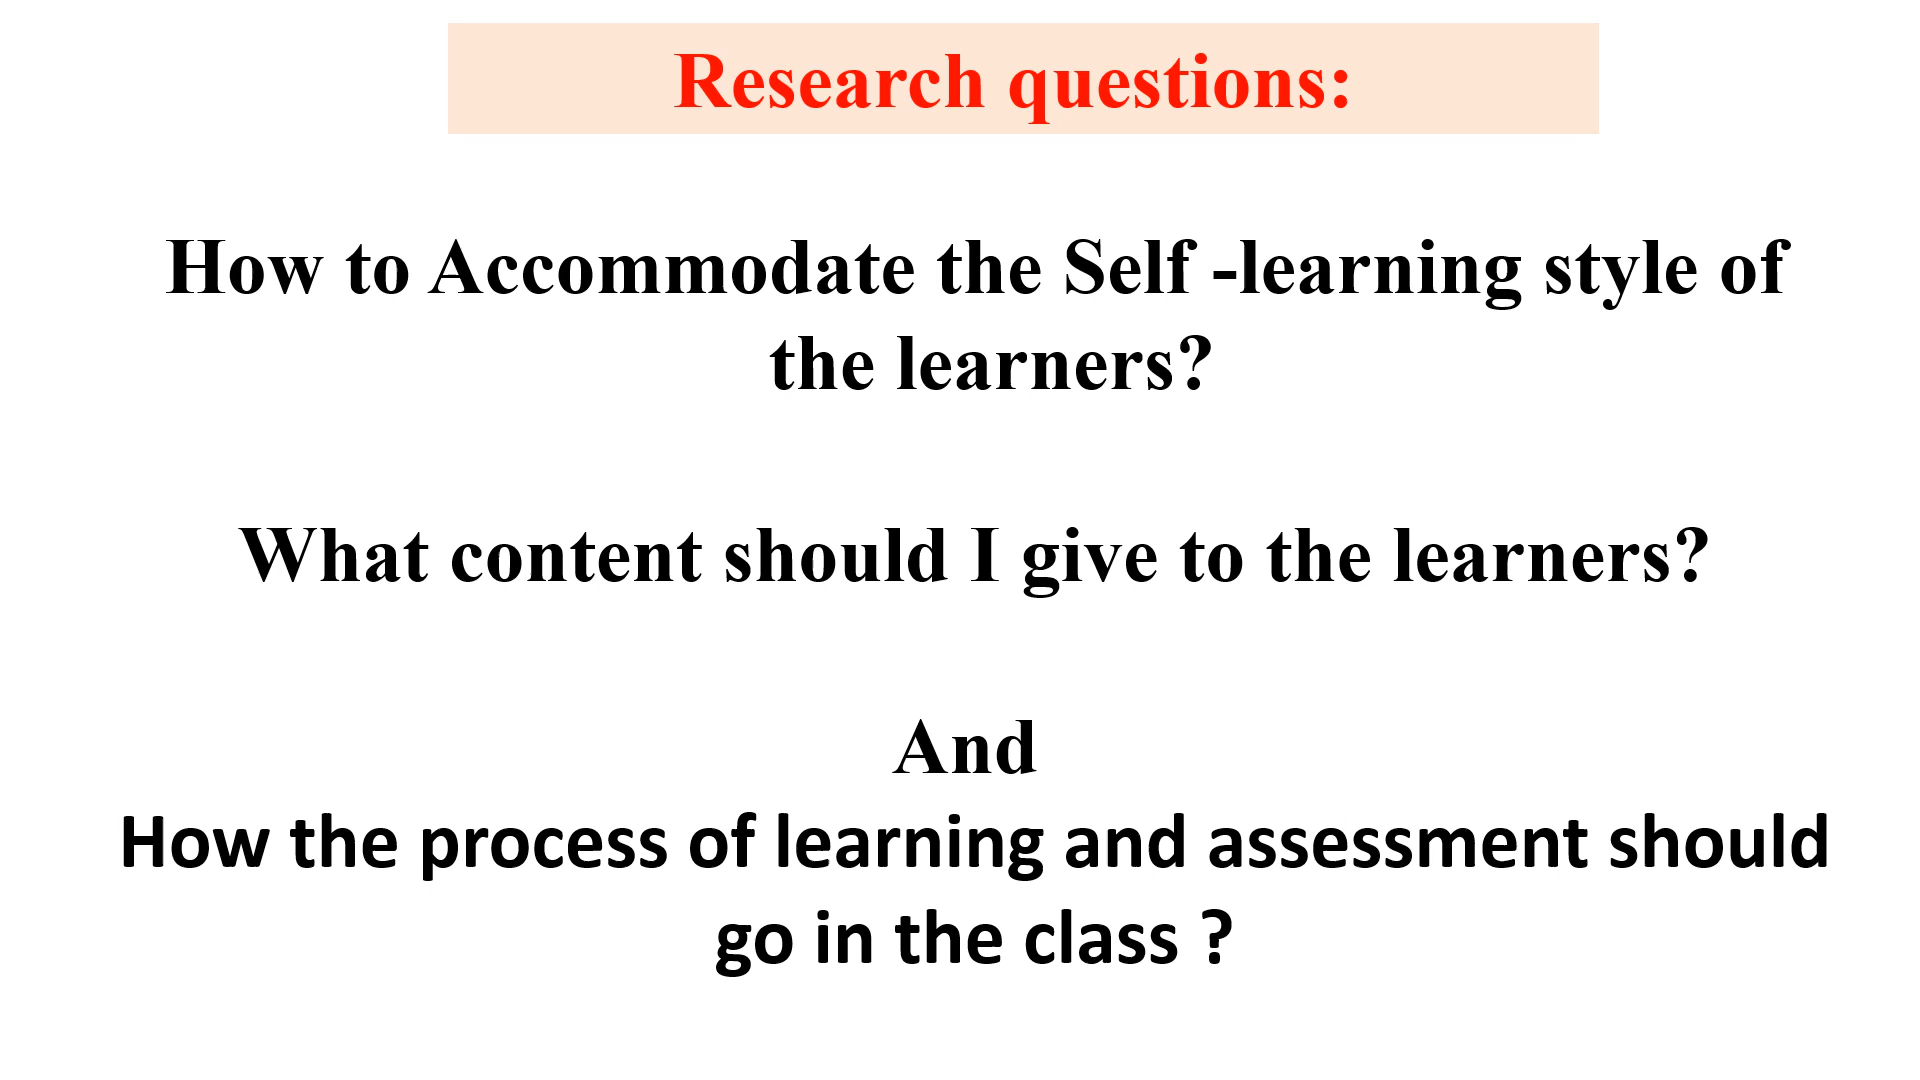 Research questions:
How to Accommodate the Self -learning style of
the learners?
What content should I give to the learners?
And
How the process of learning and assessment should
go in the class ?